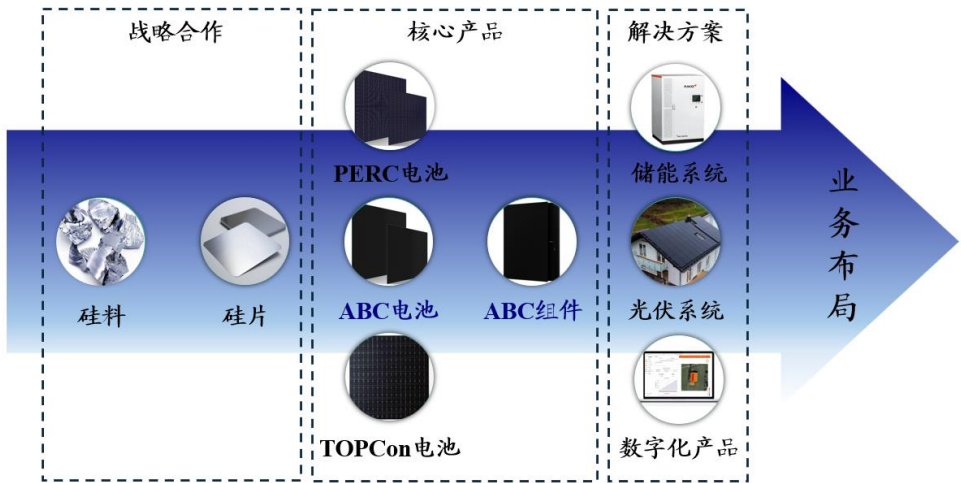 战略合作
核心产品
解决方案
PERC电池
储能系统
硅料
硅片
ABC电池
ABC组件
光伏系统
TOPCon电池
数字化产品
业务布局